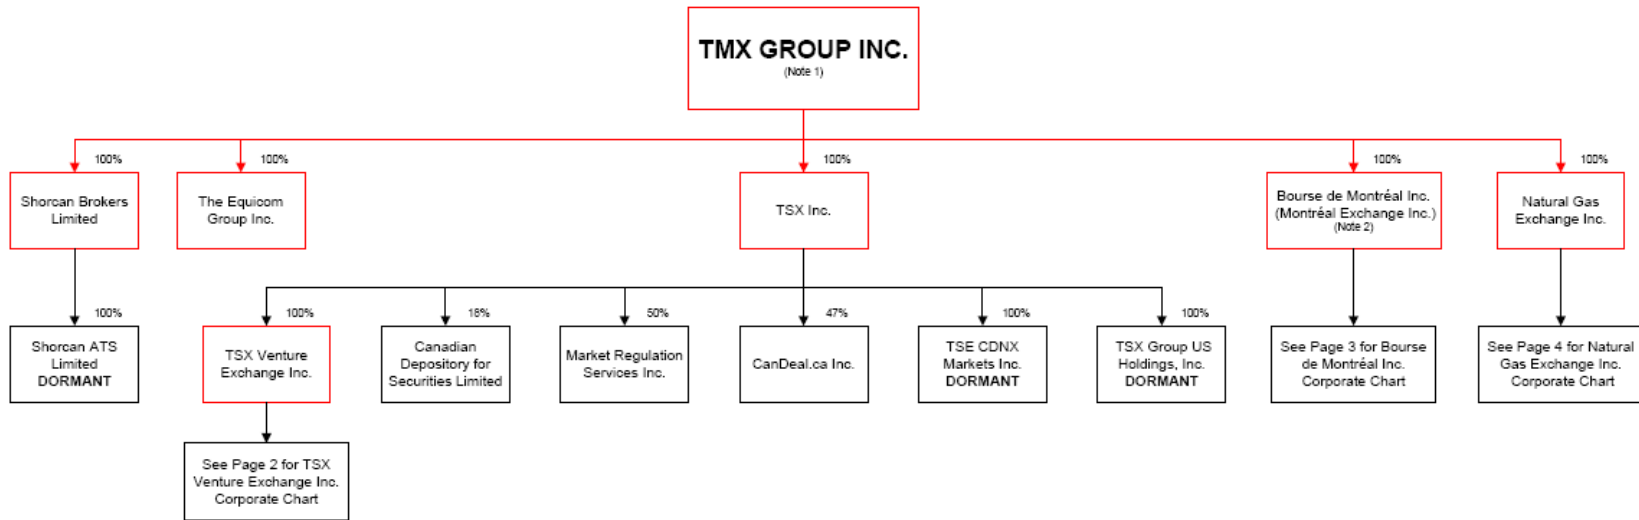 TMX GROUP INC.
(Note 1)
100%
100%
100%
100%
100%
Shorcan Brokers
Limited
The Equicom
Group Inc.
TSX Inc.
Bourse de Montréal Inc.
(Montréal Exchange Inc.)
(Note 2)
Natural Gas
Exchange Inc.
100%
100%
18%
50%
47%
100%
100%
Shorcan ATS
Limited
DORMANT
TSX Venture
Exchange Inc.
Canadian
Depository for
Securities Limited
Market Regulation
Services Inc.
CanDeal.ca Inc.
TSE CDNX
Markets Inc.
DORMANT
TSX Group US
Holdings, Inc.
DORMANT
See Page 3 for Bourse
de Montréal Inc.
Corporate Chart
See Page 4 for Natural
Gas Exchange Inc.
Corporate Chart
See Page 2 for TSX
Venture Exchange Inc.
Corporate Chart